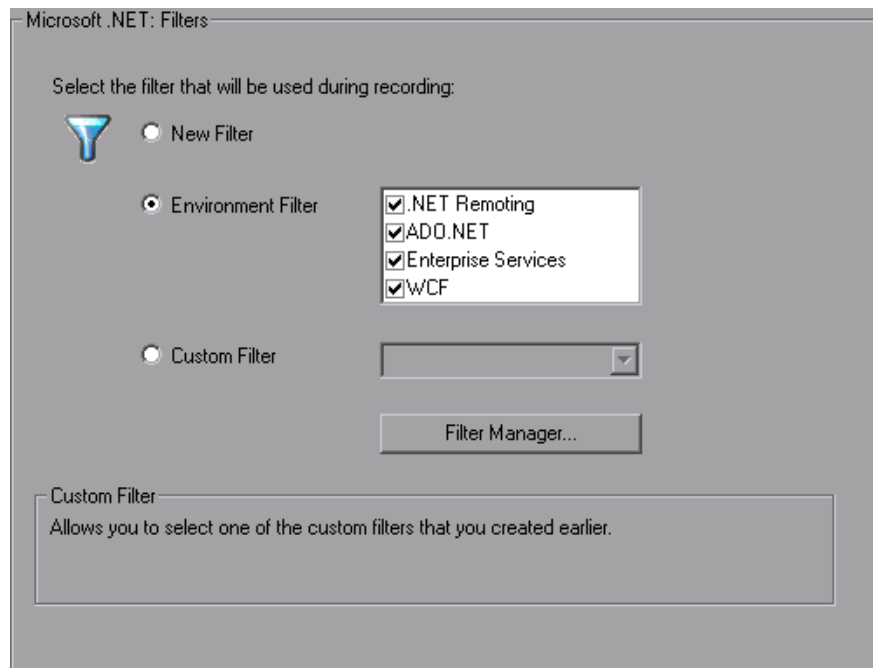 Microsoft .NET: Filters
Select the filter that will be used during recording:
New Filter
Environment Filter
.NET Remoting
ADO.NET
Enterprise Services
WCF
Custom Filter
Filter Manager...
Custom Filter
Allows you to select one of the custom filters that you created earlier.